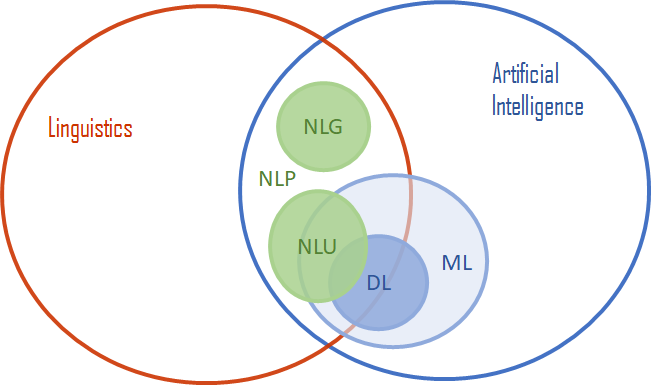 Artificial
Intelligence
Linguistics
NLG
NLP
NLU
ML
DL